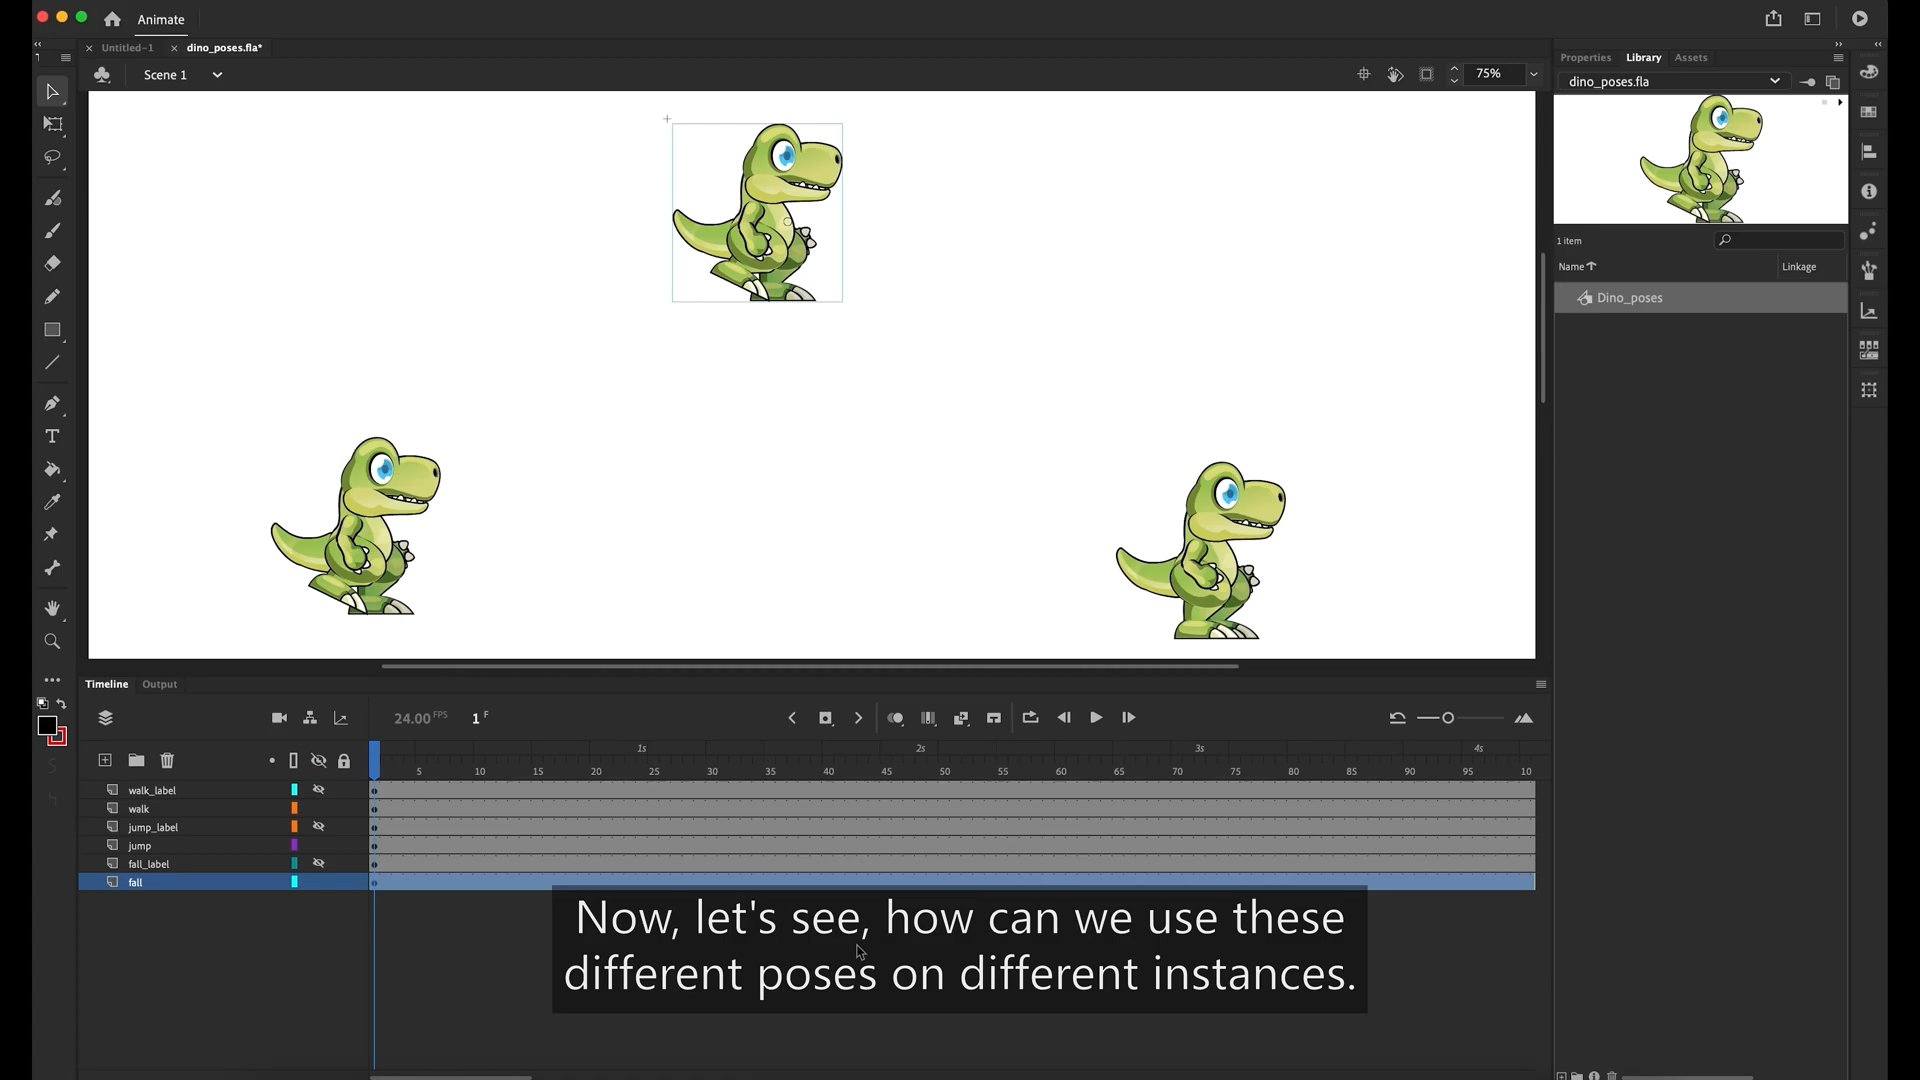 Animate
Untitled-1
dino_poses.fla*
Scene 1
75%
Properties Library Assets
dino_poses.fla
1 item
Name Linkage
Dino_poses
Timeline Output
24.00 FPS 1 F
1s 2s 3s 4s
5 10 15 20 25 30 35 40 45 50 55 60 65 70 75 80 85 90 95 10
walk_label
walk
jump_label
jump
fall_label
fall
Now, let's see, how can we use these
different poses on different instances.